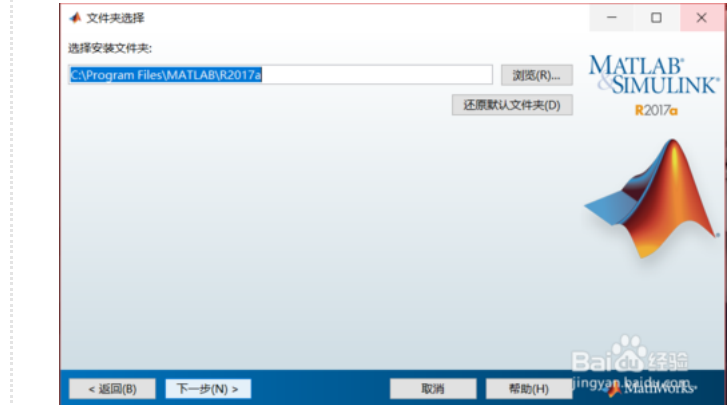 文件夹选择
选择安装文件夹:
C:\Program Files\MATLAB\R2017a
浏览(R)...
还原默认文件夹(D)
MATLAB®
&SIMULINK®
R2017a
Baidu 经验
jingyan.baidu.com
MathWorks®
< 返回(B)
下一步(N) >
取消
帮助(H)